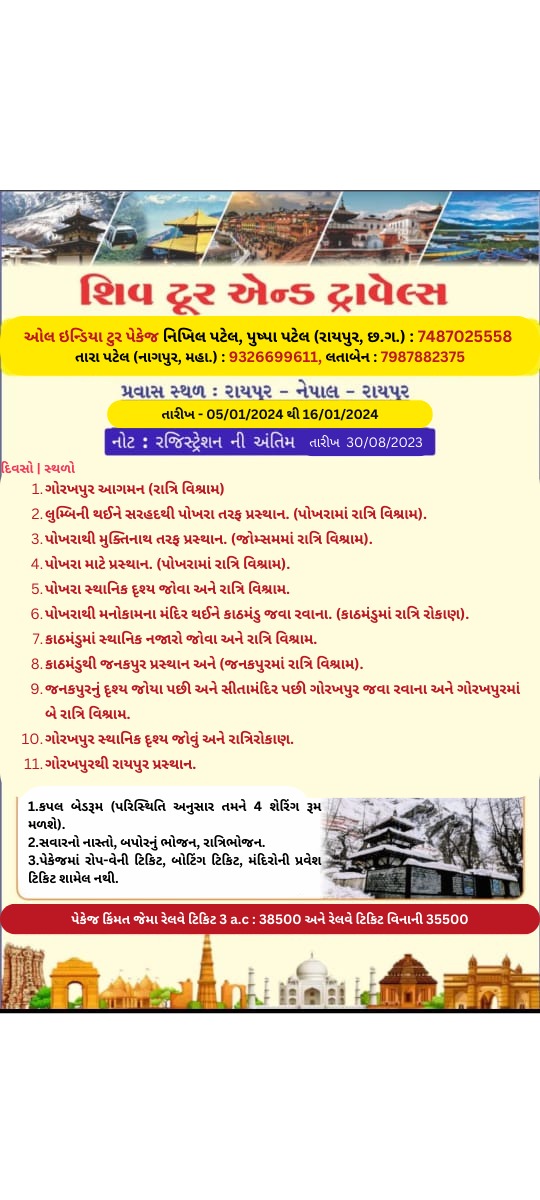 શિવ ટૂર એન્ડ ટ્રાવેલ્સ
ઓલ ઇન્ડિયા ટુર પેકેજ નિખિલ પટેલ, પુષ્પા પટેલ (રાયપુર, છ.ગ.) : 7487025558
તારા પટેલ (નાગપુર, મહા.) : 9326699611, લતાબેન : 7987882375
પ્રવાસ સ્થળ : રાયપુર - નેપાલ - રાયપુર
તારીખ - 05/01/2024 થી 16/01/2024
નોટ : રજિસ્ટ્રેશન ની અંતિમ તારીખ 30/08/2023
દિવસો | સ્થળો
1. ગોરખપુર આગમન (રાત્રિ વિશ્રામ)
2. લુમ્બિની થઈને સરહદથી પોખરા તરફ પ્રસ્થાન. (પોખરામાં રાત્રિ વિશ્રામ).
3. પોખરાથી મુક્તિનાથ તરફ પ્રસ્થાન. (જોમ્સમમાં રાત્રિ વિશ્રામ).
4. પોખરા માટે પ્રસ્થાન. (પોખરામાં રાત્રિ વિશ્રામ).
5. પોખરા સ્થાનિક દૃશ્ય જોવા અને રાત્રિ વિશ્રામ.
6. પોખરાથી મનોકામના મંદિર થઈને કાઠમંડુ જવા રવાના. (કાઠમંડુમાં રાત્રિ રોકાણ).
7. કાઠમંડુમાં સ્થાનિક નજારો જોવા અને રાત્રિ વિશ્રામ.
8. કાઠમંડુથી જનકપુર પ્રસ્થાન અને (જનકપુરમાં રાત્રિ વિશ્રામ).
9. જનકપુરનું દૃશ્ય જોયા પછી અને સીતામંદિર પછી ગોરખપુર જવા રવાના અને ગોરખપુરમાં
બે રાત્રિ વિશ્રામ.
10. ગોરખપુર સ્થાનિક દૃશ્ય જોવું અને રાત્રિરોકાણ.
11. ગોરખપુરથી રાયપુર પ્રસ્થાન.
1.કપલ બેડરૂમ (પરિસ્થિતિ અનુસાર તમને 4 શેરિંગ રૂમ
મળશે).
2.સવારનો નાસ્તો, બપોરનું ભોજન, રાત્રિભોજન.
3.પેકેજમાં રોપ-વેની ટિકિટ, બોટિંગ ટિકિટ, મંદિરોની પ્રવેશ
ટિકિટ શામેલ નથી.
પેકેજ કિંમત જેમા રેલવે ટિકિટ 3 a.c : 38500 અને રેલવે ટિકિટ વિનાની 35500